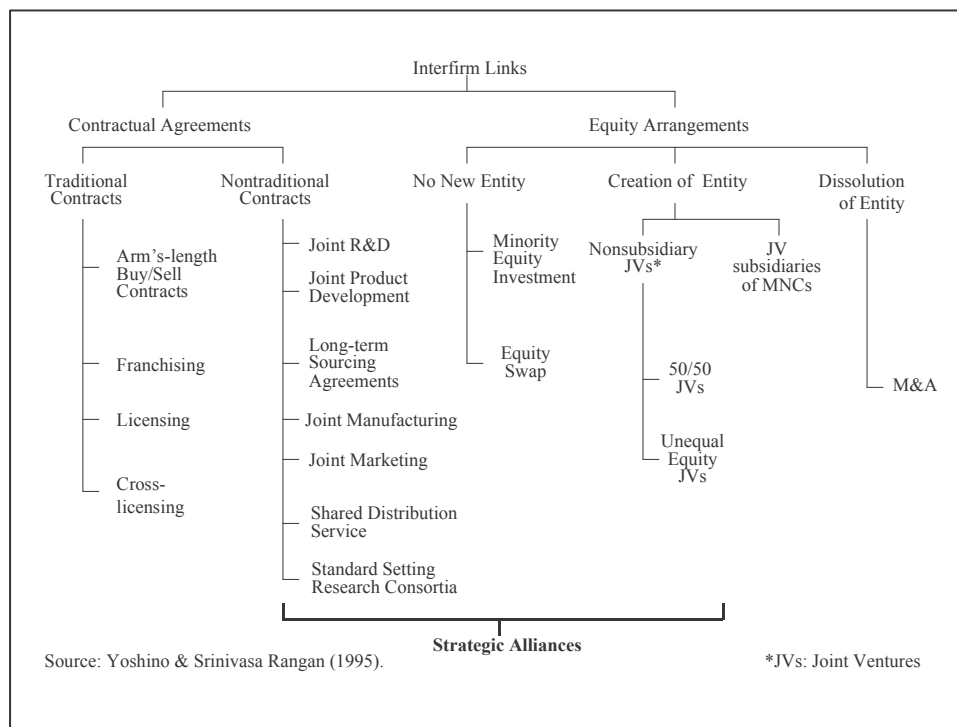 Interfirm Links
Contractual Agreements
Equity Arrangements
Traditional
Contracts
Nontraditional
Contracts
No New Entity
Creation of Entity
Dissolution
of Entity
Arm's-length
Buy/Sell
Contracts
Franchising
Licensing
Cross-
licensing
Joint R&D
Joint Product
Development
Long-term
Sourcing
Agreements
Joint Manufacturing
Joint Marketing
Shared Distribution
Service
Standard Setting
Research Consortia
Minority
Equity
Investment
Equity
Swap
Nonsubsidiary
JVs*
JV
subsidiaries
of MNCs
50/50
JVs
Unequal
Equity
JVs
M&A
Strategic Alliances
Source: Yoshino & Srinivasa Rangan (1995).
*JVs: Joint Ventures